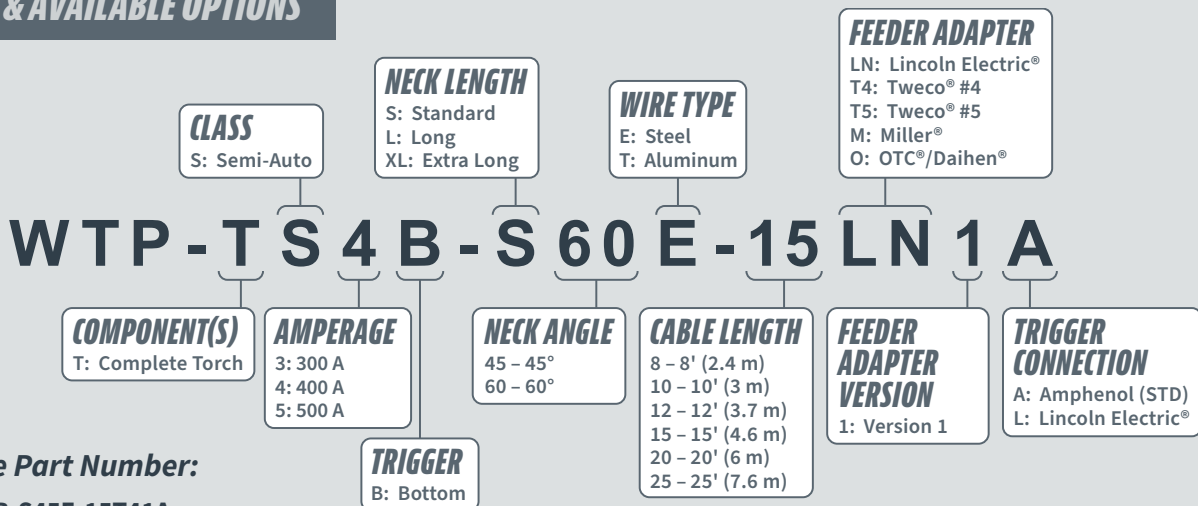 & AVAILABLE OPTIONS
FEEDER ADAPTER
LN: Lincoln Electric®
T4: Tweco® #4
T5: Tweco® #5
M: Miller®
O: OTC®/Daihen®
NECK LENGTH
S: Standard
L: Long
XL: Extra Long
WIRE TYPE
E: Steel
T: Aluminum
CLASS
S: Semi-Auto
WTP-TS4B-S60E-15LN1A
COMPONENT(S)
T: Complete Torch
AMPERAGE
3: 300 A
4: 400 A
5: 500 A
TRIGGER
B: Bottom
NECK ANGLE
45 – 45°
60 – 60°
CABLE LENGTH
8 – 8' (2.4 m)
10 – 10' (3 m)
12 – 12' (3.7 m)
15 – 15' (4.6 m)
20 – 20' (6 m)
25 – 25' (7.6 m)
FEEDER
ADAPTER
VERSION
1: Version 1
TRIGGER
CONNECTION
A: Amphenol (STD)
L: Lincoln Electric®
Part Number: